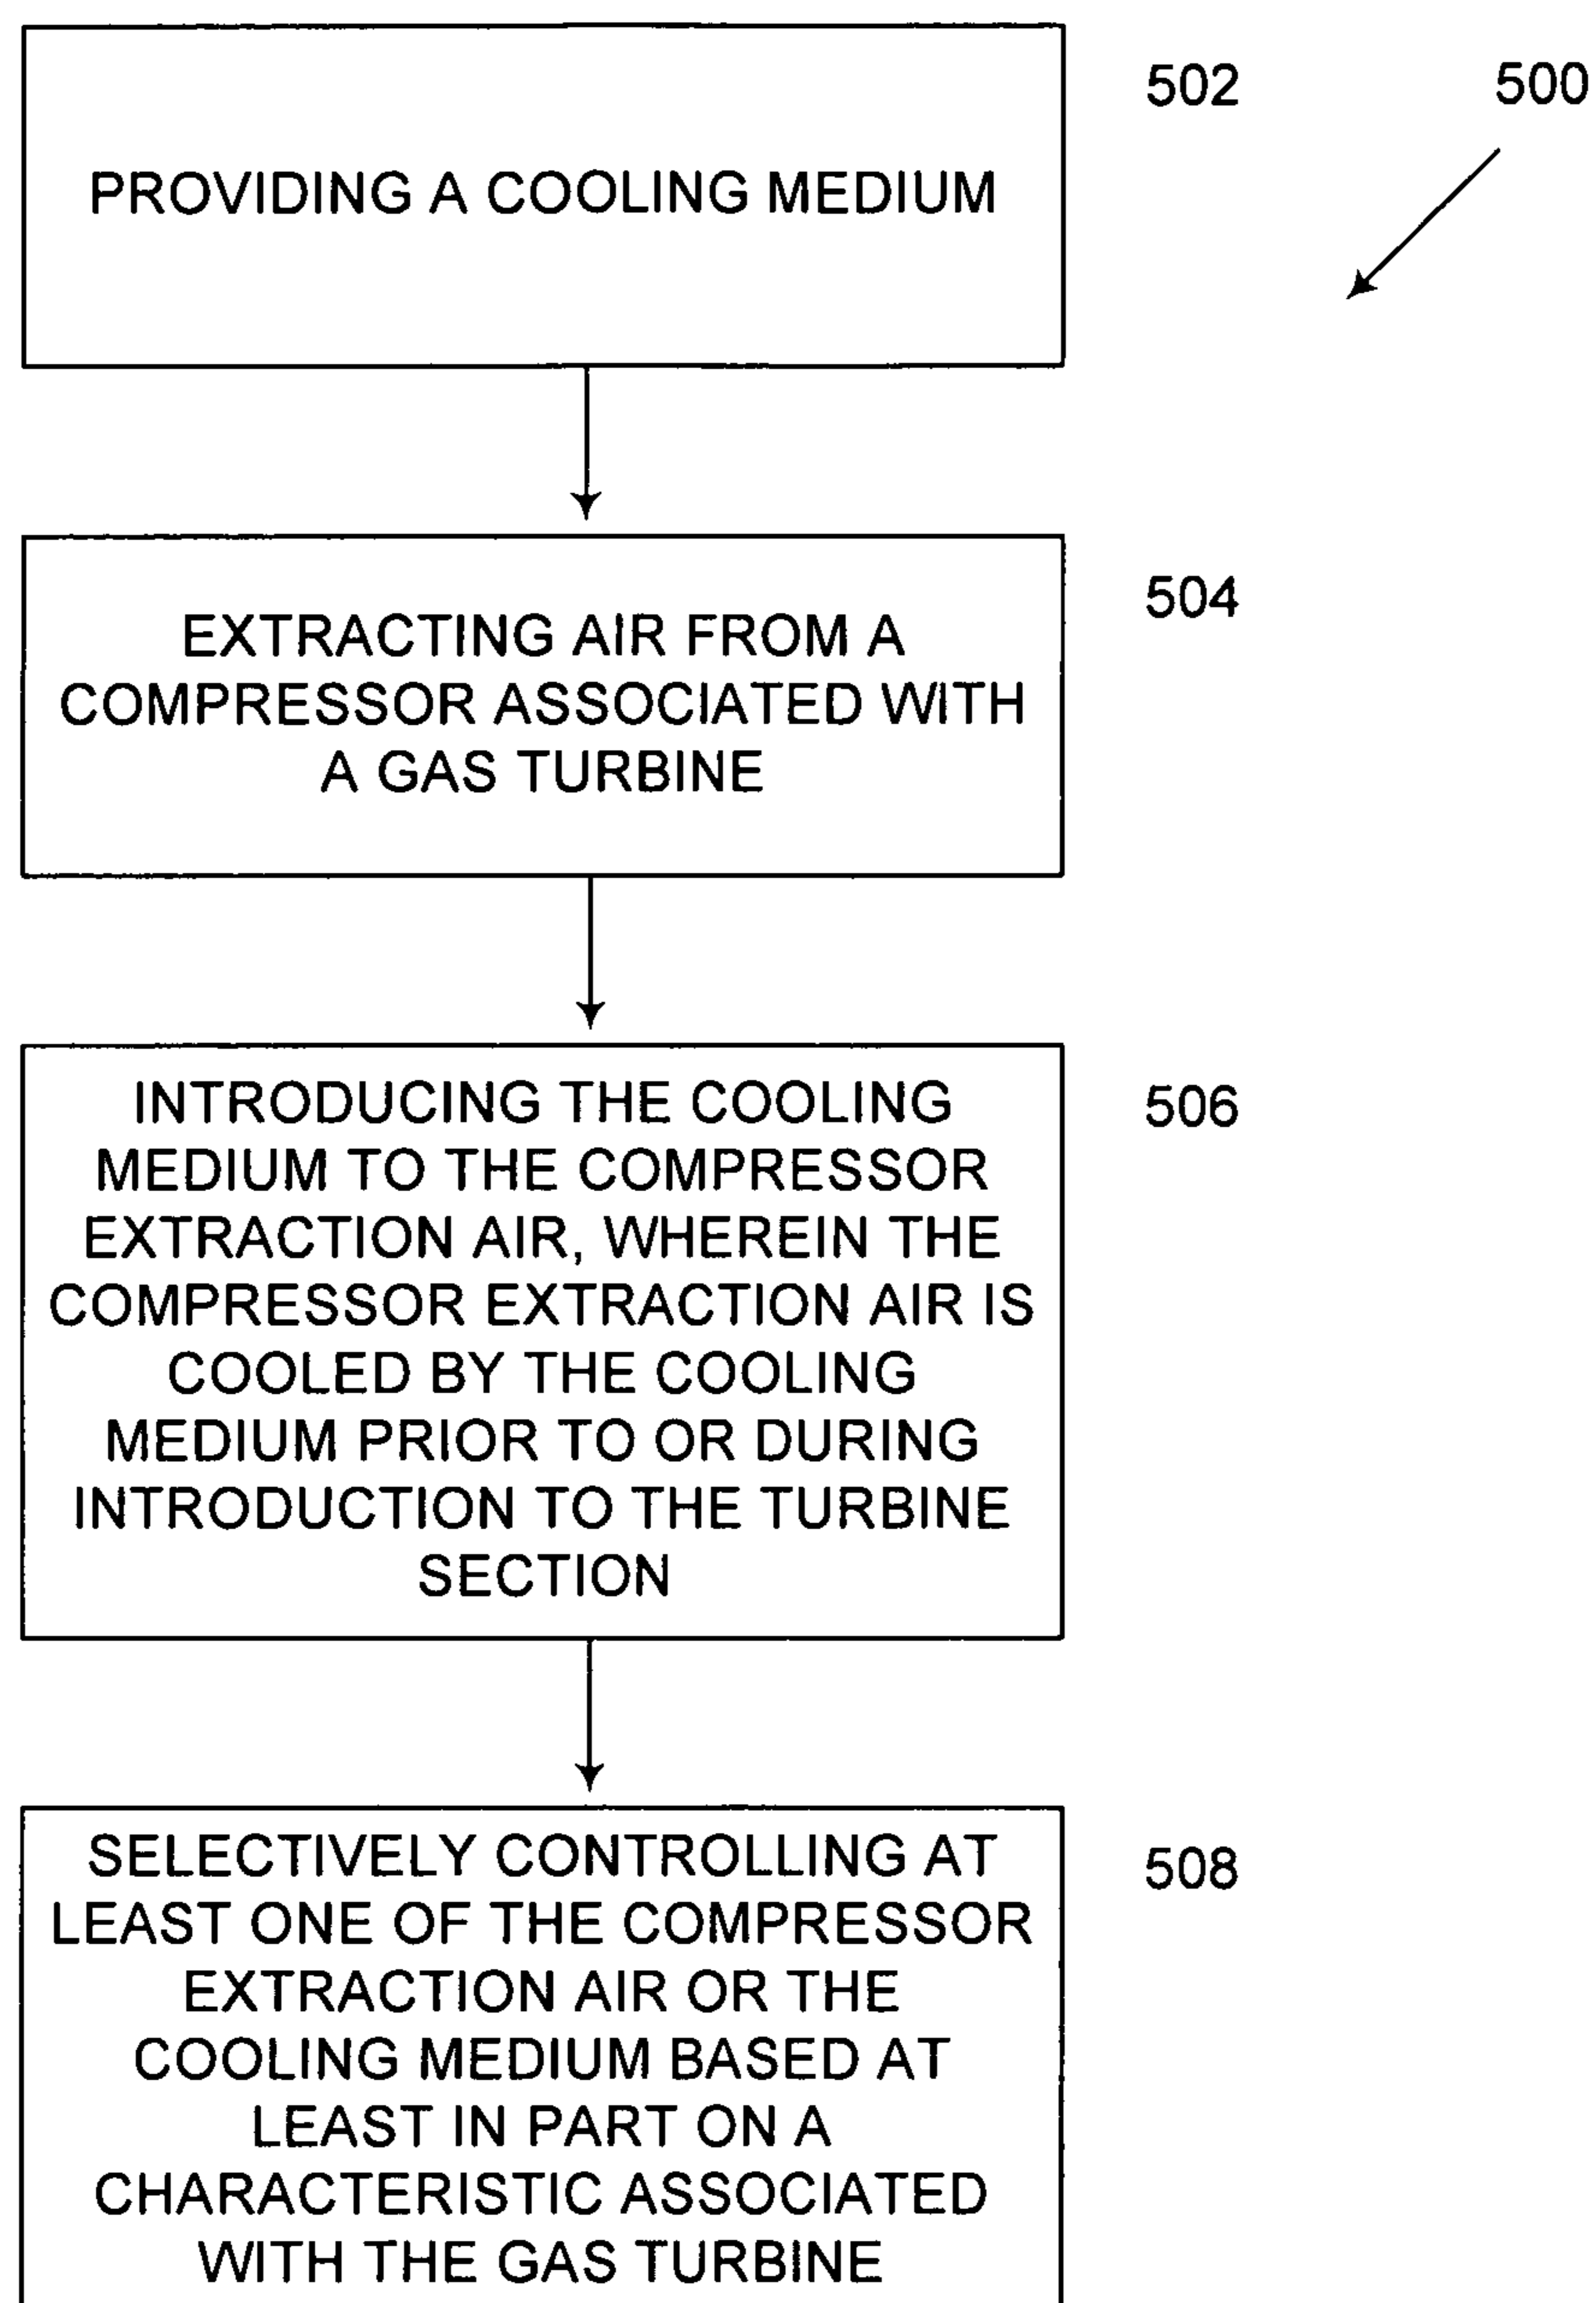 502
500
PROVIDING A COOLING MEDIUM
504
EXTRACTING AIR FROM A
COMPRESSOR ASSOCIATED WITH
A GAS TURBINE
506
INTRODUCING THE COOLING
MEDIUM TO THE COMPRESSOR
EXTRACTION AIR, WHEREIN THE
COMPRESSOR EXTRACTION AIR IS
COOLED BY THE COOLING
MEDIUM PRIOR TO OR DURING
INTRODUCTION TO THE TURBINE
SECTION
508
SELECTIVELY CONTROLLING AT
LEAST ONE OF THE COMPRESSOR
EXTRACTION AIR OR THE
COOLING MEDIUM BASED AT
LEAST IN PART ON A
CHARACTERISTIC ASSOCIATED
WITH THE GAS TURBINE